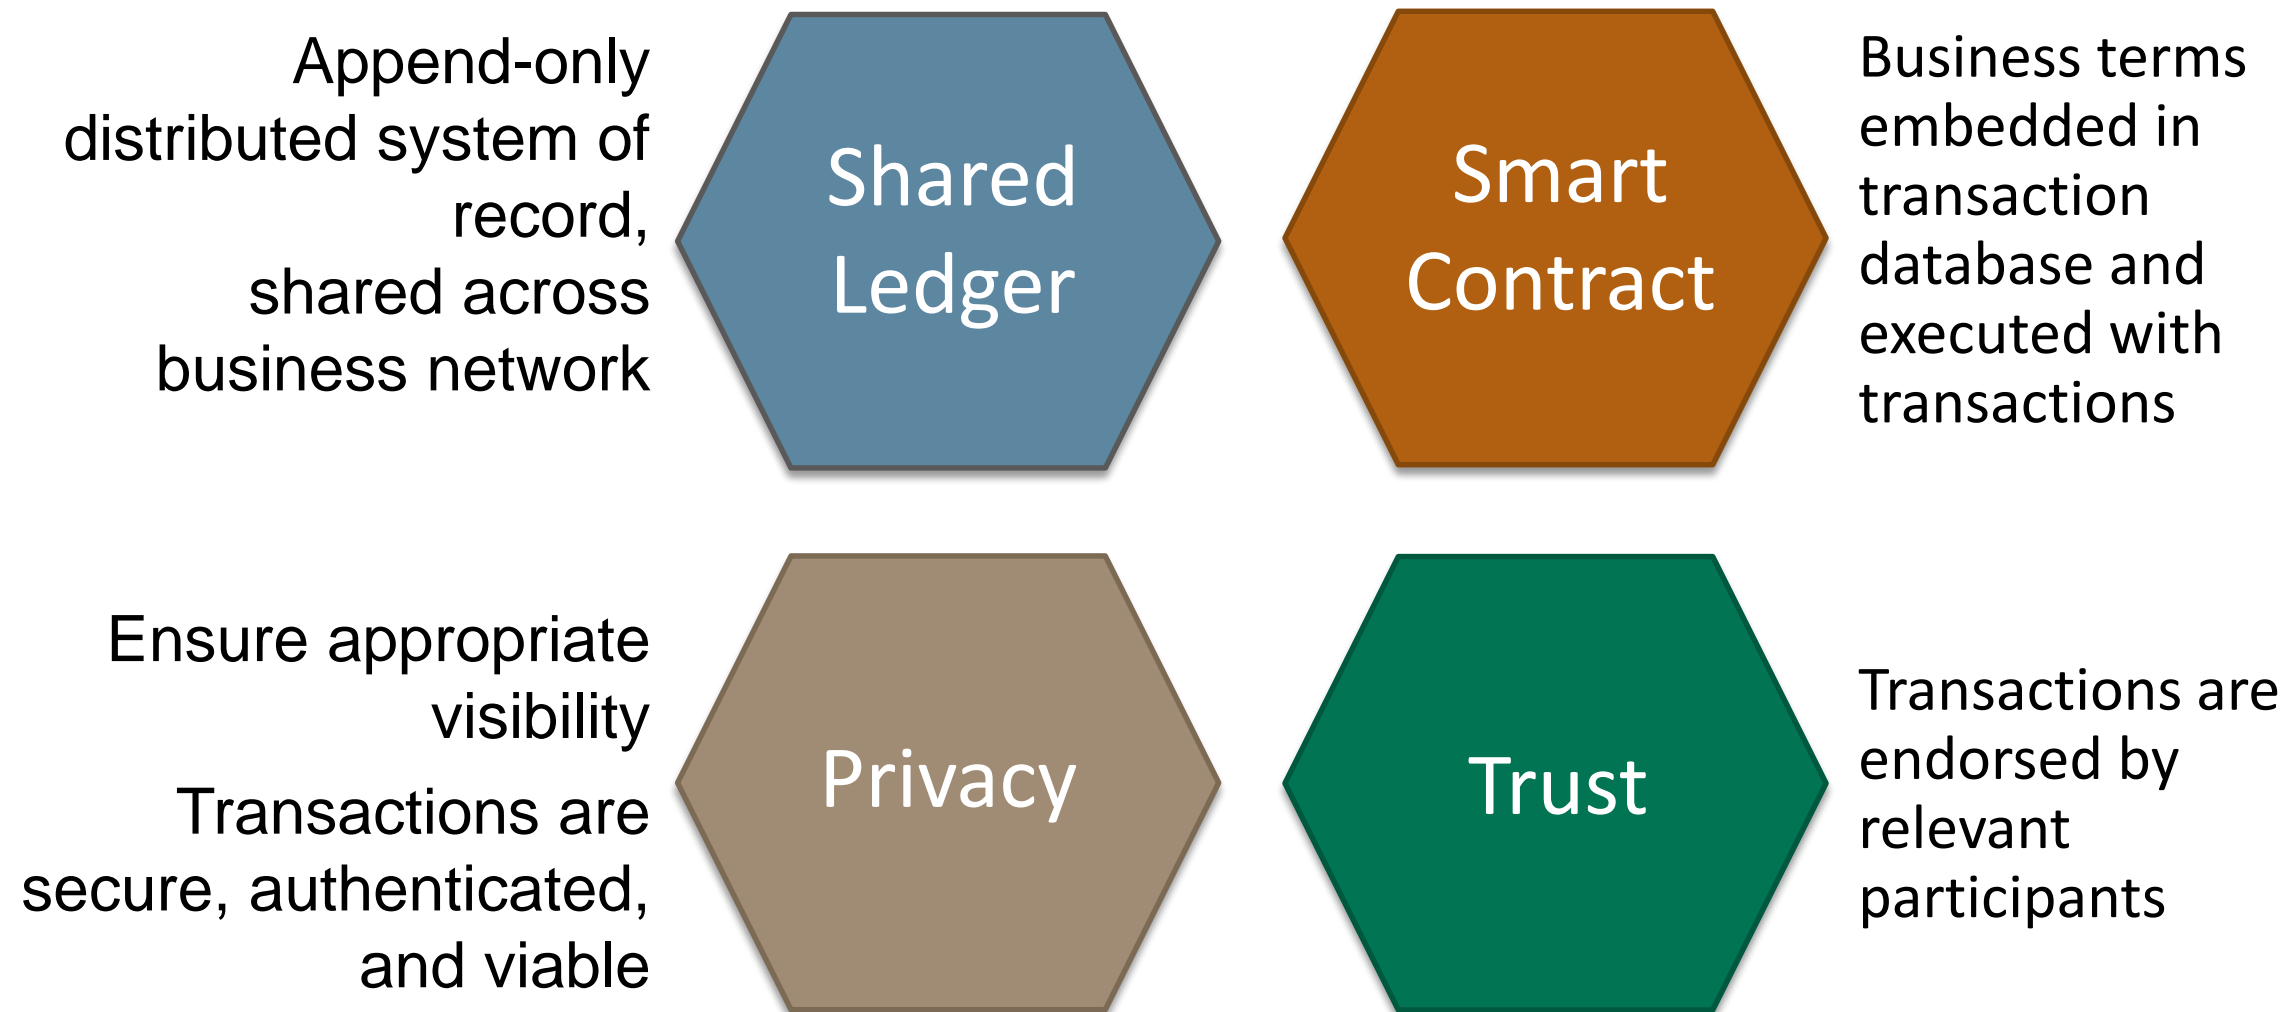 Append-only
distributed system of
record,
shared across
business network
Shared
Ledger
Smart
Contract
Business terms
embedded in
transaction
database and
executed with
transactions
Ensure appropriate
visibility
Transactions are
secure, authenticated,
and viable
Privacy
Trust
Transactions are
endorsed by
relevant
participants